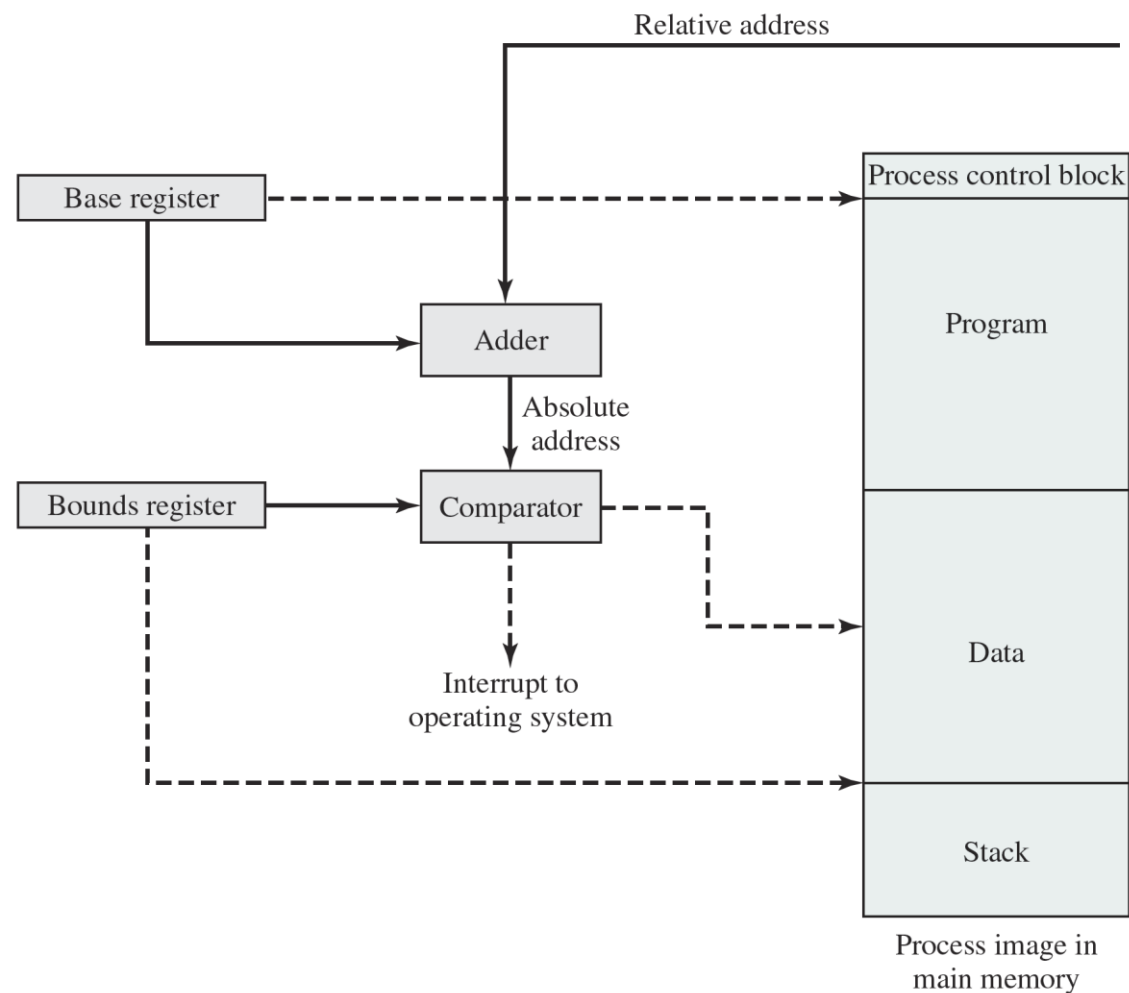 Relative address
Process control block
Base register
Program
Adder
Absolute
address
Bounds register
Comparator
Data
Interrupt to
operating system
Stack
Process image in
main memory